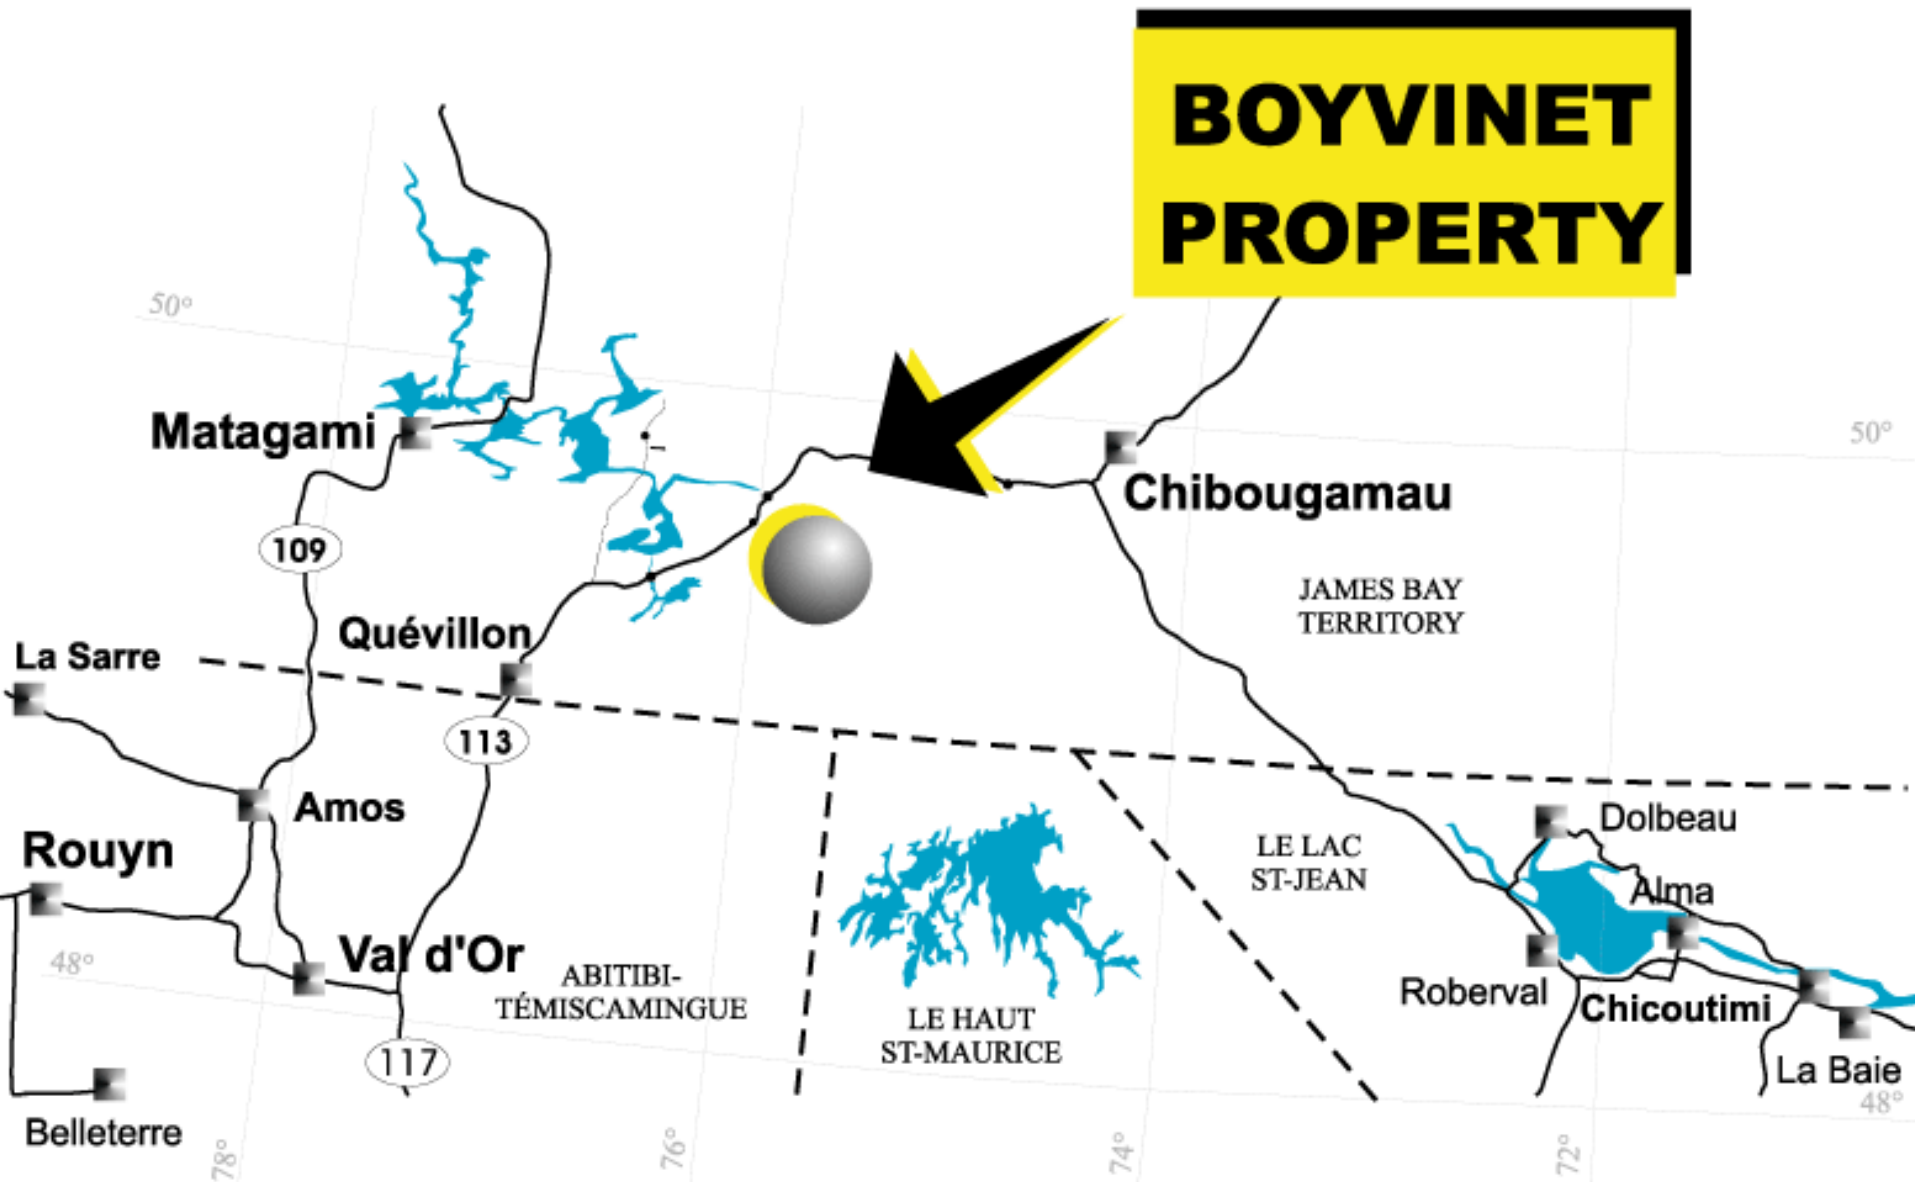 BOYVINET
PROPERTY
50°
Matagami
50°
Chibougamau
109
JAMES BAY
TERRITORY
Quévillon
La Sarre
113
Amos
Dolbeau
Rouyn
LE LAC
ST-JEAN
Alma
Val d'Or
48°
ABITIBI-
TÉMISCAMINGUE
Roberval
Chicoutimi
LE HAUT
ST-MAURICE
117
La Baie
48°
Belleterre
78°
76°
74°
72°